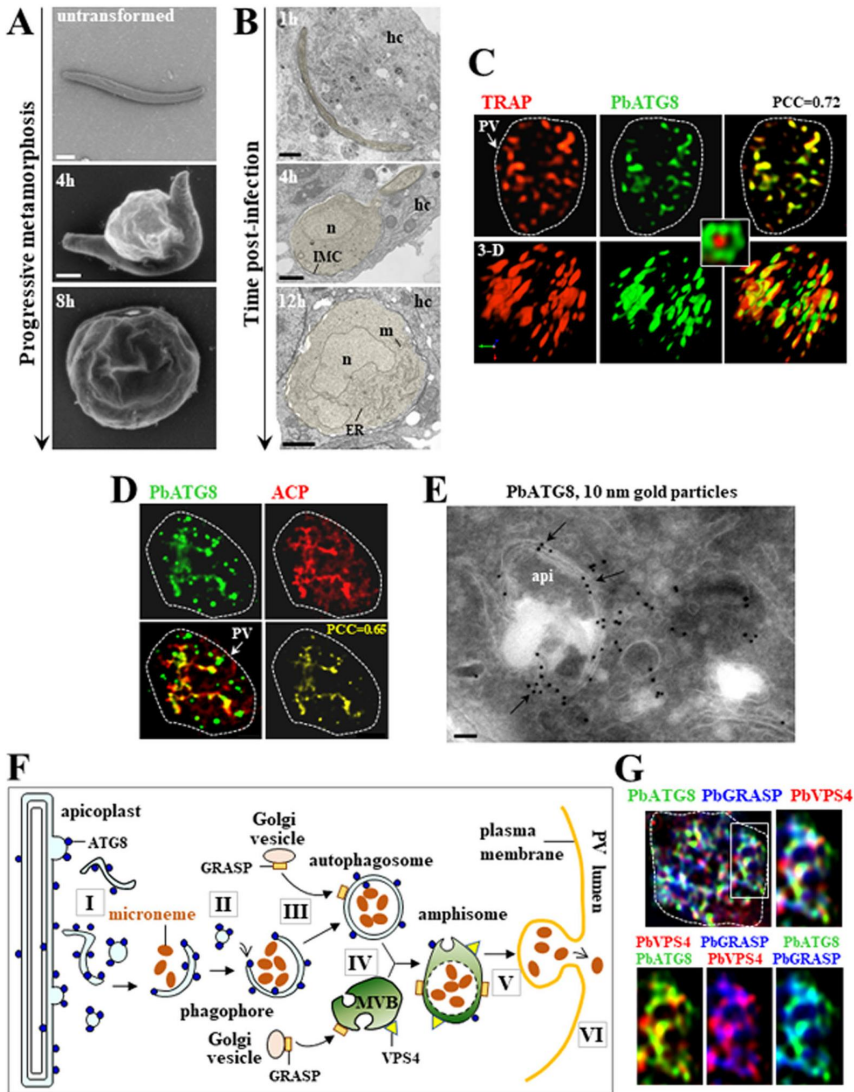 A
untransformed
4h
8h
Progressive metamorphosis
B
1h
hc
4h
n
hc
IMC
12h
hc
m
n
ER
Time post-infection
C
TRAP
PbATG8
PCC=0.72
PV
3-D
D
PbATG8
ACP
PV
PCC=0.65
E
PbATG8, 10 nm gold particles
api
F
apicoplast
ATG8
I
microneme
II
phagophore
Golgi
vesicle
GRASP
III
autophagosome
IV
MVB
VPS4
Golgi
vesicle
GRASP
amphisome
V
plasma
membrane
PV lumen
VI
G
PbATG8 PbGRASP PbVPS4
PbVPS4 PbGRASP PbATG8
PbATG8 PbVPS4 PbGRASP